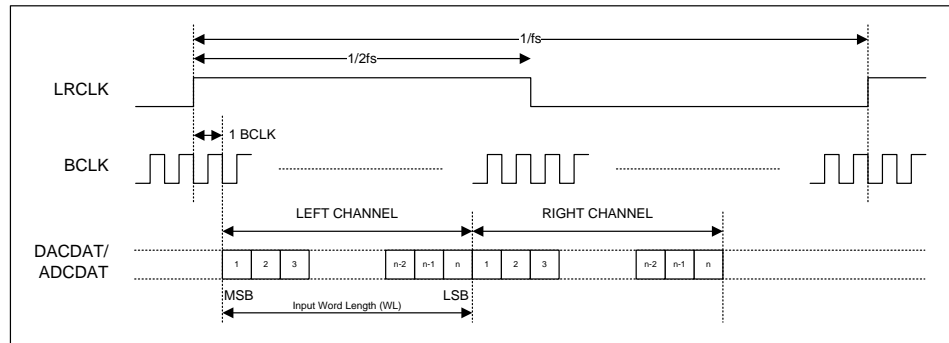 1/fs
1/2fs
LRCLK
1 BCLK
BCLK
LEFT CHANNEL RIGHT CHANNEL
DACDAT/
ADCDAT
1 2 3 n-2 n-1 n 1 2 3 n-2 n-1 n
MSB LSB
Input Word Length (WL)